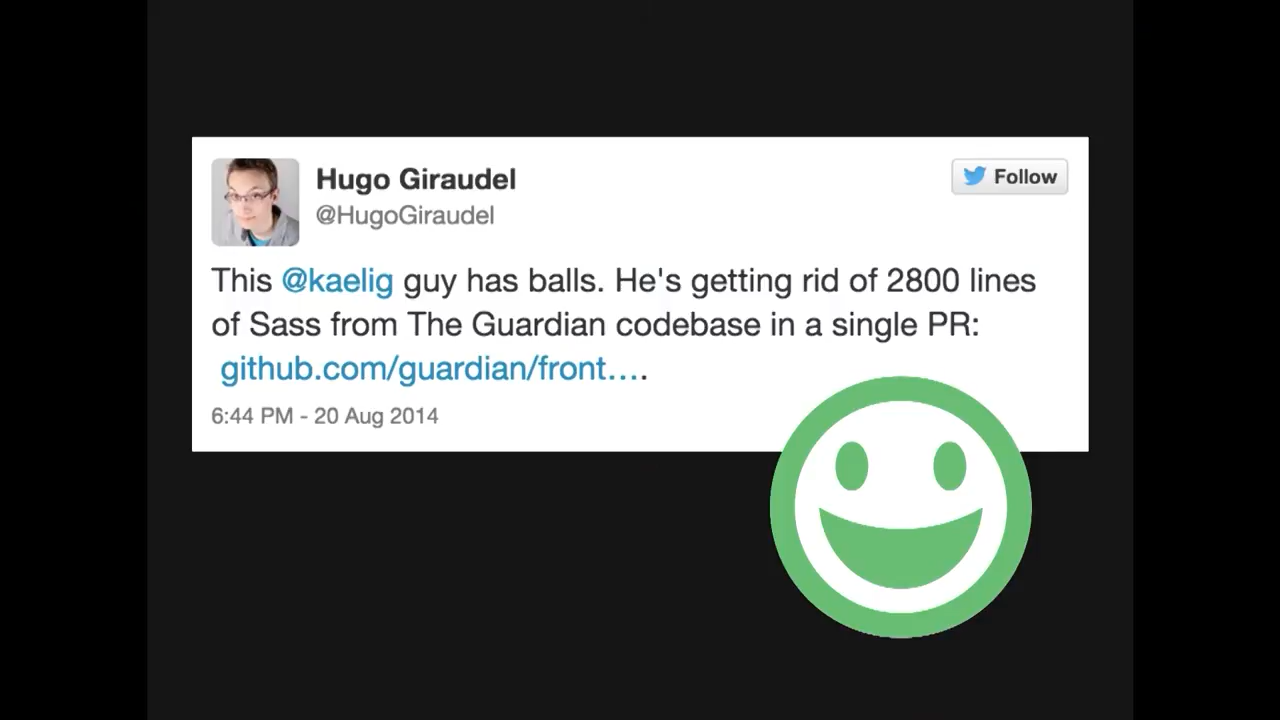 Hugo Giraudel
Follow
@HugoGiraudel
This @kaelig guy has balls. He's getting rid of 2800 lines
of Sass from The Guardian codebase in a single PR:
github.com/guardian/front….
6:44 PM - 20 Aug 2014